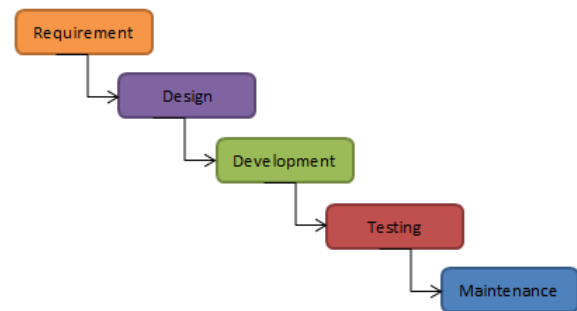 Requirement
Design
Development
Testing
Maintenance